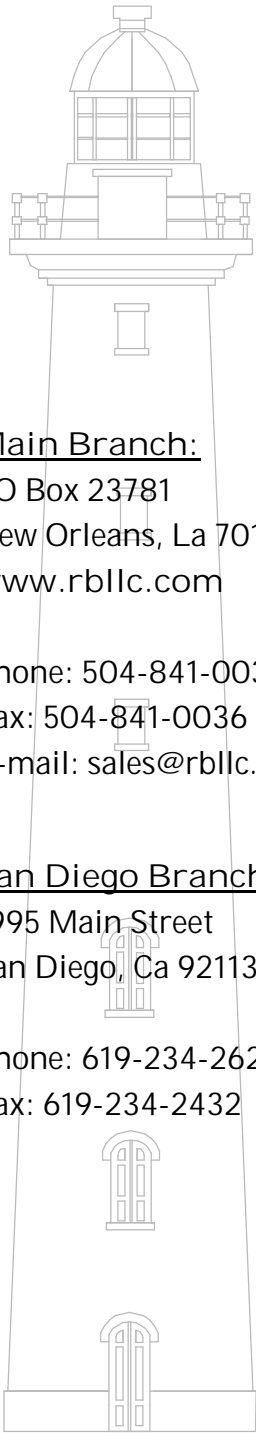 Main Branch:
O Box 23781
ew Orleans, La 701
www.rbllc.com
hone: 504-841-003
ax: 504-841-0036
-mail: sales@rbllc.
an Diego Branch
995 Main Street
an Diego, Ca 92113
hone: 619-234-262
ax: 619-234-2432